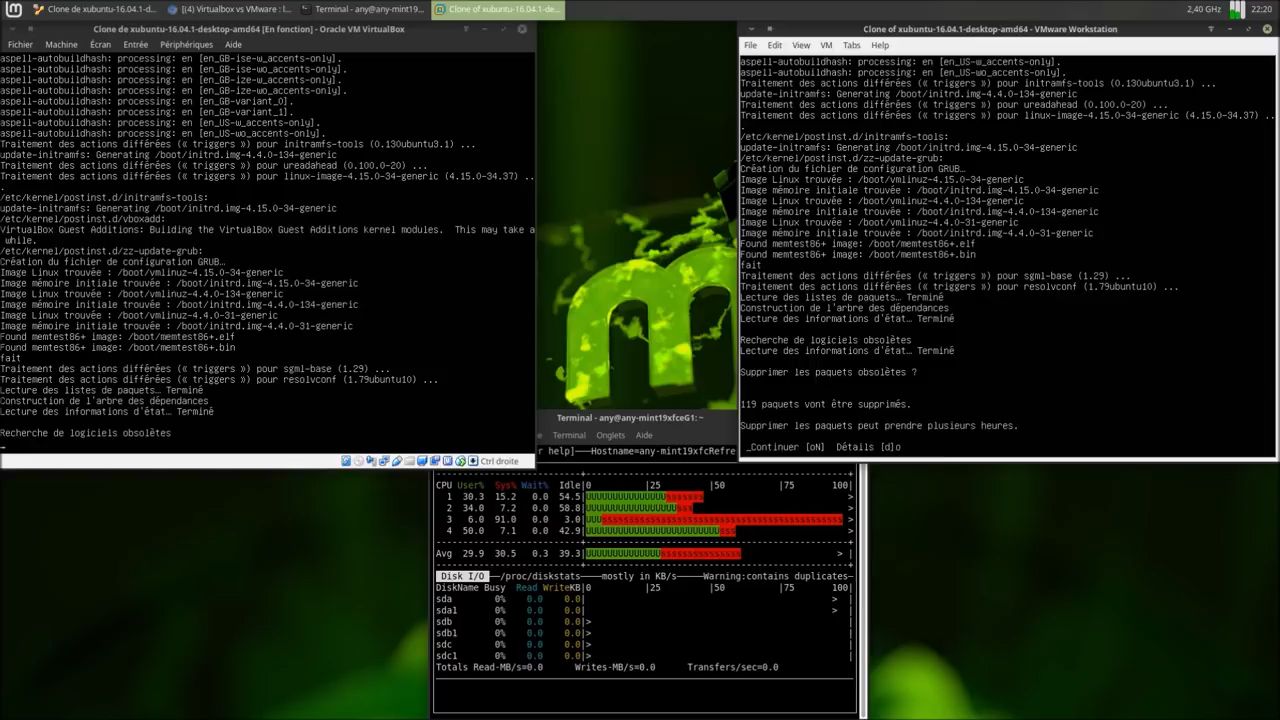 Clone de xubuntu-16.04.1-desktop-amd64 [En d...
[(4) Virtualbox vs VMware : l...
Terminal - any@any-mint19...
Clone of xubuntu-16.04.1-de...
2,40 GHz
22:20
Clone de xubuntu-16.04.1-desktop-amd64 [En fonction] - Oracle VM VirtualBox
Fichier Machine Écran Entrée Périphériques Aide
aspell-autobuildhash: processing: en [en_GB-ise-w_accents-only].
aspell-autobuildhash: processing: en [en_GB-ise-wo_accents-only].
aspell-autobuildhash: processing: en [en_GB-ize-w_accents-only].
aspell-autobuildhash: processing: en [en_GB-ize-wo_accents-only].
aspell-autobuildhash: processing: en [en_GB-variant_0].
aspell-autobuildhash: processing: en [en_GB-variant_1].
aspell-autobuildhash: processing: en [en_US-w_accents-only].
aspell-autobuildhash: processing: en [en_US-wo_accents-only].
Traitement des actions différées (« triggers ») pour initramfs-tools (0.130ubuntu3.1) ...
update-initramfs: Generating /boot/initrd.img-4.4.0-134-generic
Traitement des actions différées (« triggers ») pour ureadahead (0.100.0-20) ...
Traitement des actions différées (« triggers ») pour linux-image-4.15.0-34-generic (4.15.0-34.37) ..
.
/etc/kernel/postinst.d/initramfs-tools:
update-initramfs: Generating /boot/initrd.img-4.15.0-34-generic
/etc/kernel/postinst.d/vboxadd:
VirtualBox Guest Additions: Building the VirtualBox Guest Additions kernel modules.  This may take a
 while.
/etc/kernel/postinst.d/zz-update-grub:
Création du fichier de configuration GRUB…
Image Linux trouvée : /boot/vmlinuz-4.15.0-34-generic
Image mémoire initiale trouvée : /boot/initrd.img-4.15.0-34-generic
Image Linux trouvée : /boot/vmlinuz-4.4.0-134-generic
Image mémoire initiale trouvée : /boot/initrd.img-4.4.0-134-generic
Image Linux trouvée : /boot/vmlinuz-4.4.0-31-generic
Image mémoire initiale trouvée : /boot/initrd.img-4.4.0-31-generic
Found memtest86+ image: /boot/memtest86+.elf
Found memtest86+ image: /boot/memtest86+.bin
fait
Traitement des actions différées (« triggers ») pour sgml-base (1.29) ...
Traitement des actions différées (« triggers ») pour resolvconf (1.79ubuntu10) ...
Lecture des listes de paquets… Terminé
Construction de l'arbre des dépendances
Lecture des informations d'état… Terminé
Recherche de logiciels obsolètes
Ctrl droite
Clone of xubuntu-16.04.1-desktop-amd64 - VMware Workstation
File Edit View VM Tabs Help
aspell-autobuildhash: processing: en [en_US-w_accents-only].
aspell-autobuildhash: processing: en [en_US-wo_accents-only].
Traitement des actions différées (« triggers ») pour initramfs-tools (0.130ubuntu3.1) ...
update-initramfs: Generating /boot/initrd.img-4.4.0-134-generic
Traitement des actions différées (« triggers ») pour ureadahead (0.100.0-20) ...
Traitement des actions différées (« triggers ») pour linux-image-4.15.0-34-generic (4.15.0-34.37) ..
.
/etc/kernel/postinst.d/initramfs-tools:
update-initramfs: Generating /boot/initrd.img-4.15.0-34-generic
/etc/kernel/postinst.d/zz-update-grub:
Création du fichier de configuration GRUB…
Image Linux trouvée : /boot/vmlinuz-4.15.0-34-generic
Image mémoire initiale trouvée : /boot/initrd.img-4.15.0-34-generic
Image Linux trouvée : /boot/vmlinuz-4.4.0-134-generic
Image mémoire initiale trouvée : /boot/initrd.img-4.4.0-134-generic
Image Linux trouvée : /boot/vmlinuz-4.4.0-31-generic
Image mémoire initiale trouvée : /boot/initrd.img-4.4.0-31-generic
Found memtest86+ image: /boot/memtest86+.elf
Found memtest86+ image: /boot/memtest86+.bin
fait
Traitement des actions différées (« triggers ») pour sgml-base (1.29) ...
Traitement des actions différées (« triggers ») pour resolvconf (1.79ubuntu10) ...
Lecture des listes de paquets… Terminé
Construction de l'arbre des dépendances
Lecture des informations d'état… Terminé
Recherche de logiciels obsolètes
Lecture des informations d'état… Terminé
Supprimer les paquets obsolètes ?
119 paquets vont être supprimés.
Supprimer les paquets peut prendre plusieurs heures.
_Continuer [oN]  Détails [d]o
Terminal - any@any-mint19xfceG1: ~
Terminal Onglets Aide
r help]—Hostname=any-mint19xfcRefre
CPU User% Sys% Wait% Idle|0 |25 |50 |75 100|
1 30.3 15.2 0.0 54.5|UUUUUUUUUUUUUUUsssssss >
2 34.0 7.2 0.0 58.8|UUUUUUUUUUUUUUUUUsss >
3 6.0 91.0 0.0 3.0|UUUsssssssssssssssssssssssssssssssssssssssssssss>
4 50.0 7.1 0.0 42.9|UUUUUUUUUUUUUUUUUUUUUUUUUsss >
Avg 29.9 30.5 0.3 39.3|UUUUUUUUUUUUUUsssssssssssssss > |
Disk I/O —/proc/diskstats——mostly in KB/s——Warning:contains duplicates—
DiskName Busy Read WriteKB|0 |25 |50 |75 100|
sda 0% 0.0 0.0| > |
sda1 0% 0.0 0.0| > |
sdb 0% 0.0 0.0|> |
sdb1 0% 0.0 0.0|> |
sdc 0% 0.0 0.0|> |
sdc1 0% 0.0 0.0|> |
Totals Read-MB/s=0.0 Writes-MB/s=0.0 Transfers/sec=0.0